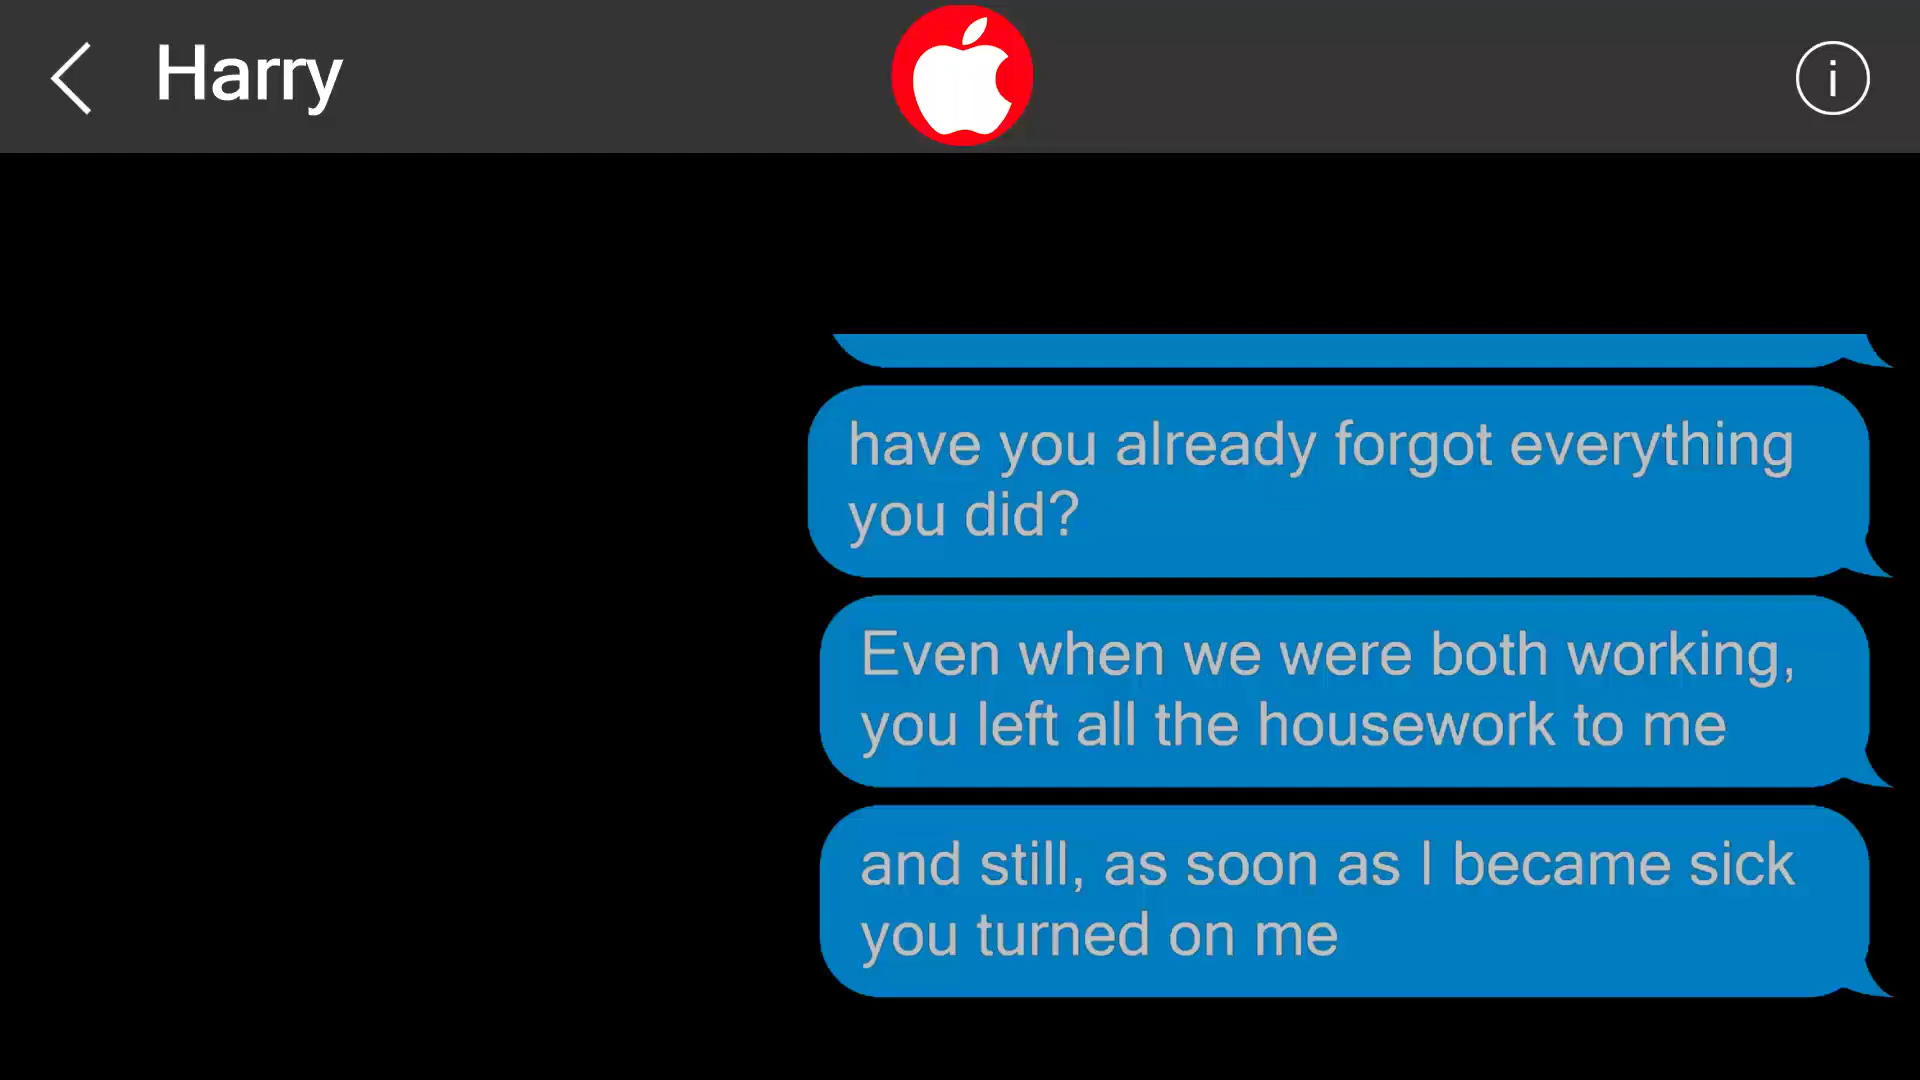 Harry
i
have you already forgot everything
you did?
Even when we were both working,
you left all the housework to me
and still, as soon as I became sick
you turned on me